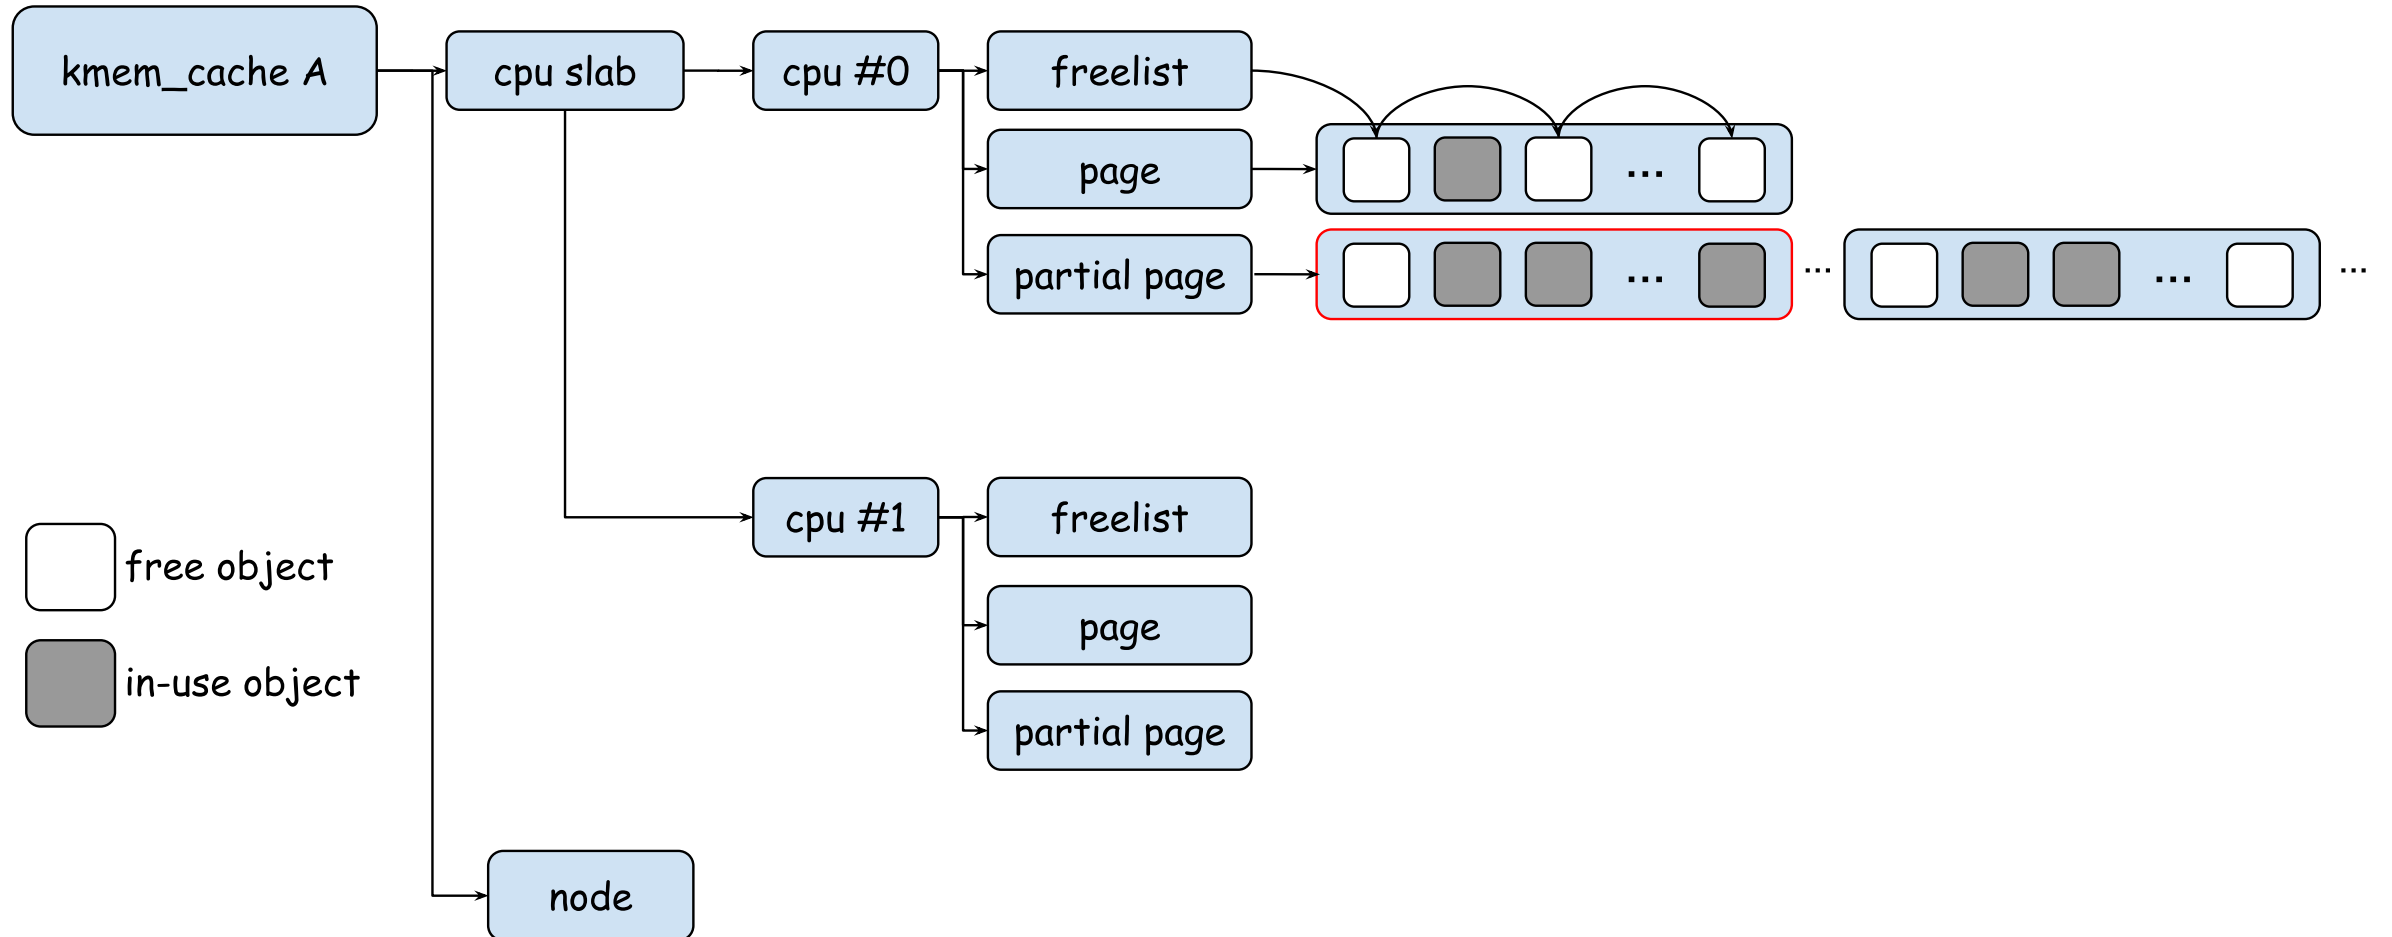 kmem_cache A
cpu slab
cpu #0
freelist
page
...
partial page
...
...
...
...
cpu #1
freelist
page
partial page
free object
in-use object
node